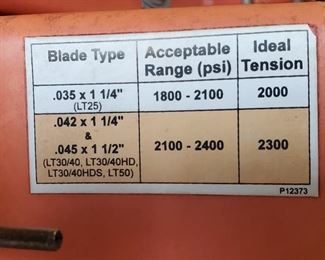 Blade Type Acceptable Range (psi) Ideal Tension
.035 x 1 1/4" (LT25) 1800 - 2100 2000
.042 x 1 1/4"
&
.045 x 1 1/2"
(LT30/40, LT30/40HD,
LT30/40HDS, LT50)
2100 - 2400 2300
P12373